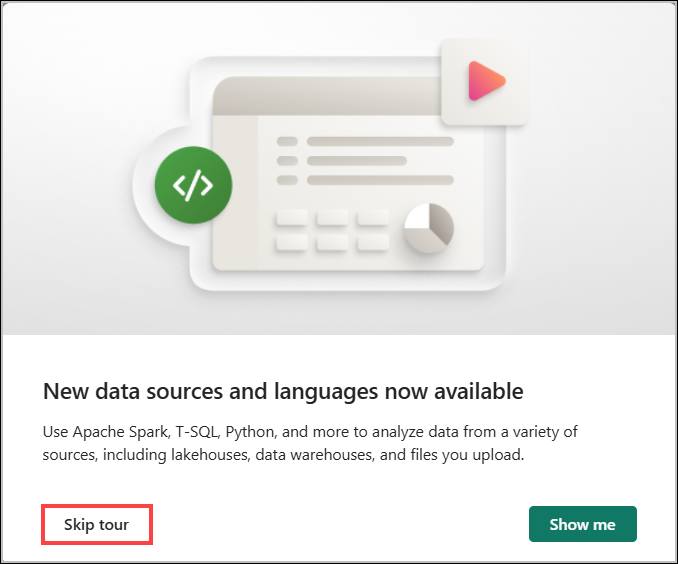 New data sources and languages now available
Use Apache Spark, T-SQL, Python, and more to analyze data from a variety of
sources, including lakehouses, data warehouses, and files you upload.
Skip tour
Show me